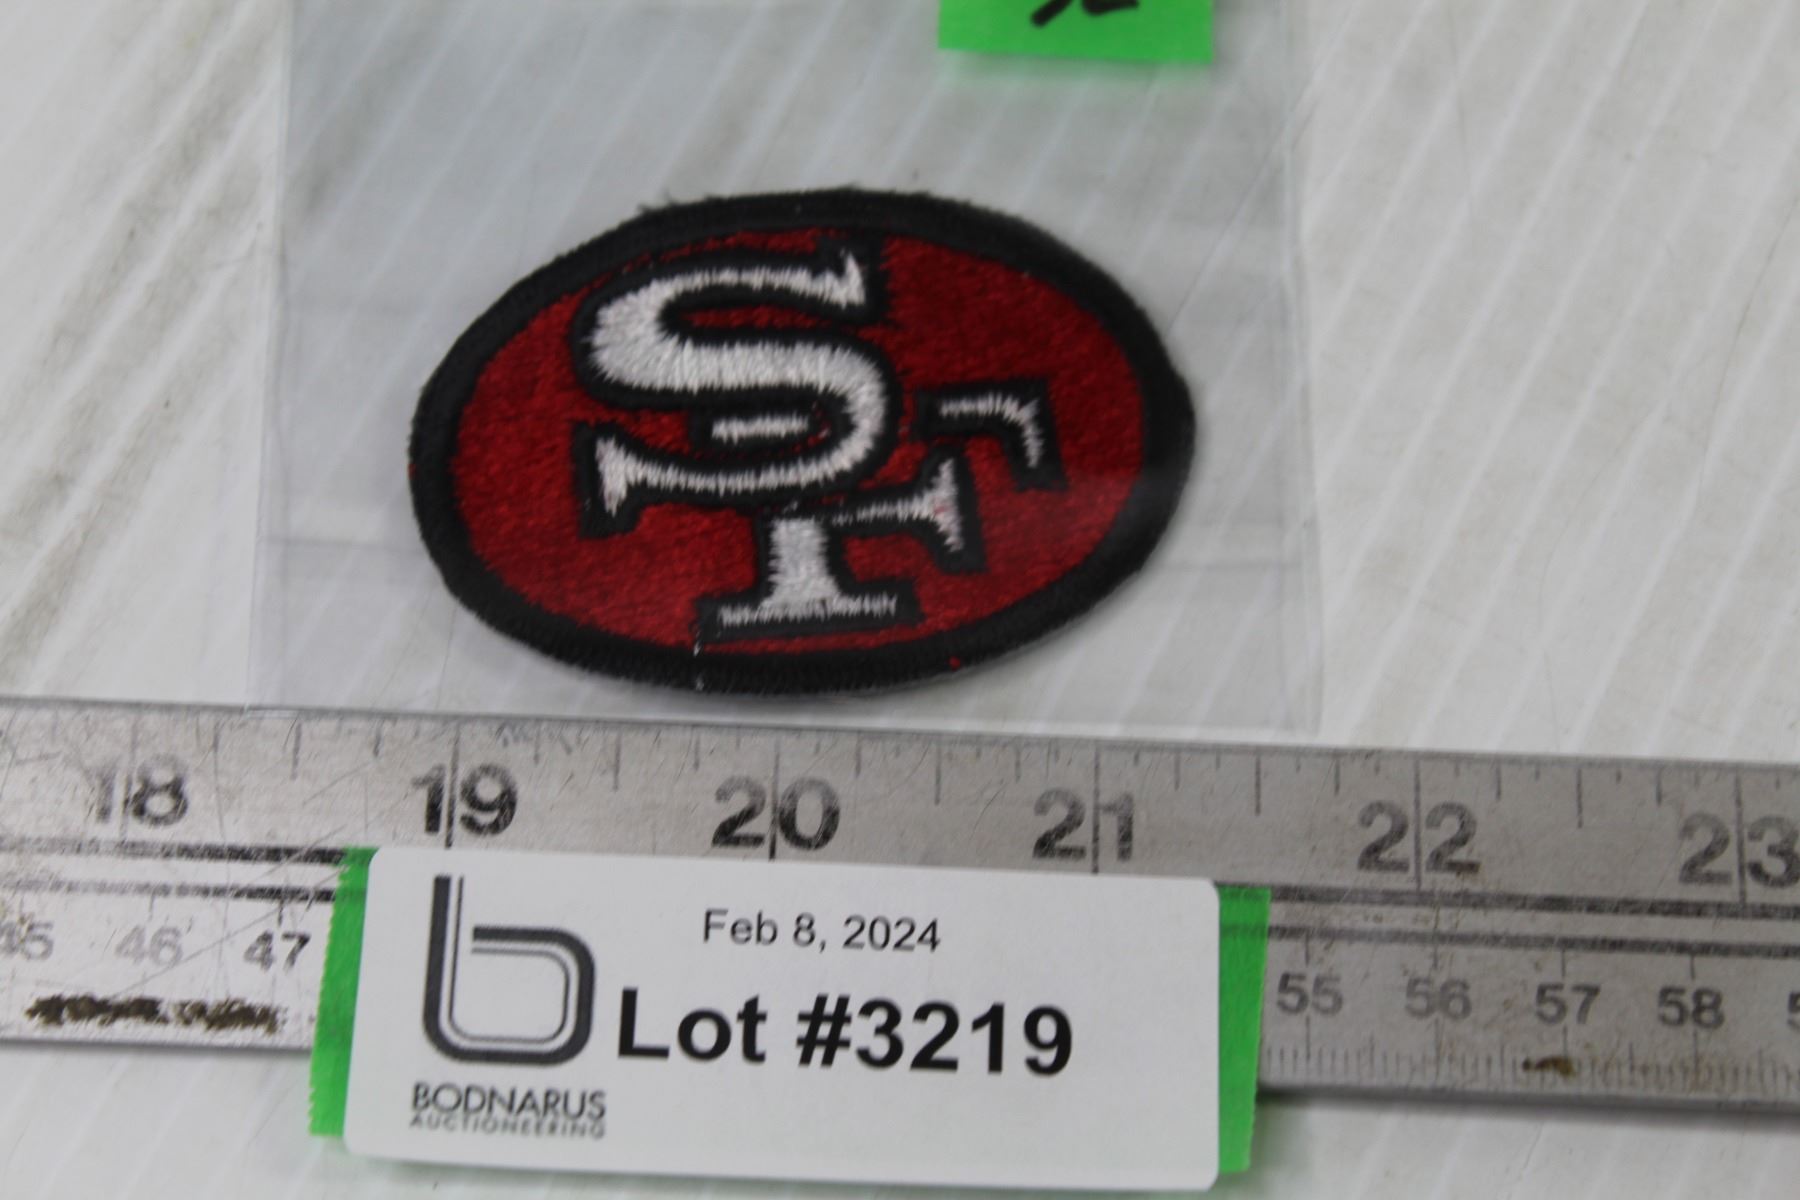 SF
18 19 20 21 22 23
45 46 47 55 56 57 58
Feb 8, 2024
Lot #3219
BODNARUS
AUCTIONEERING